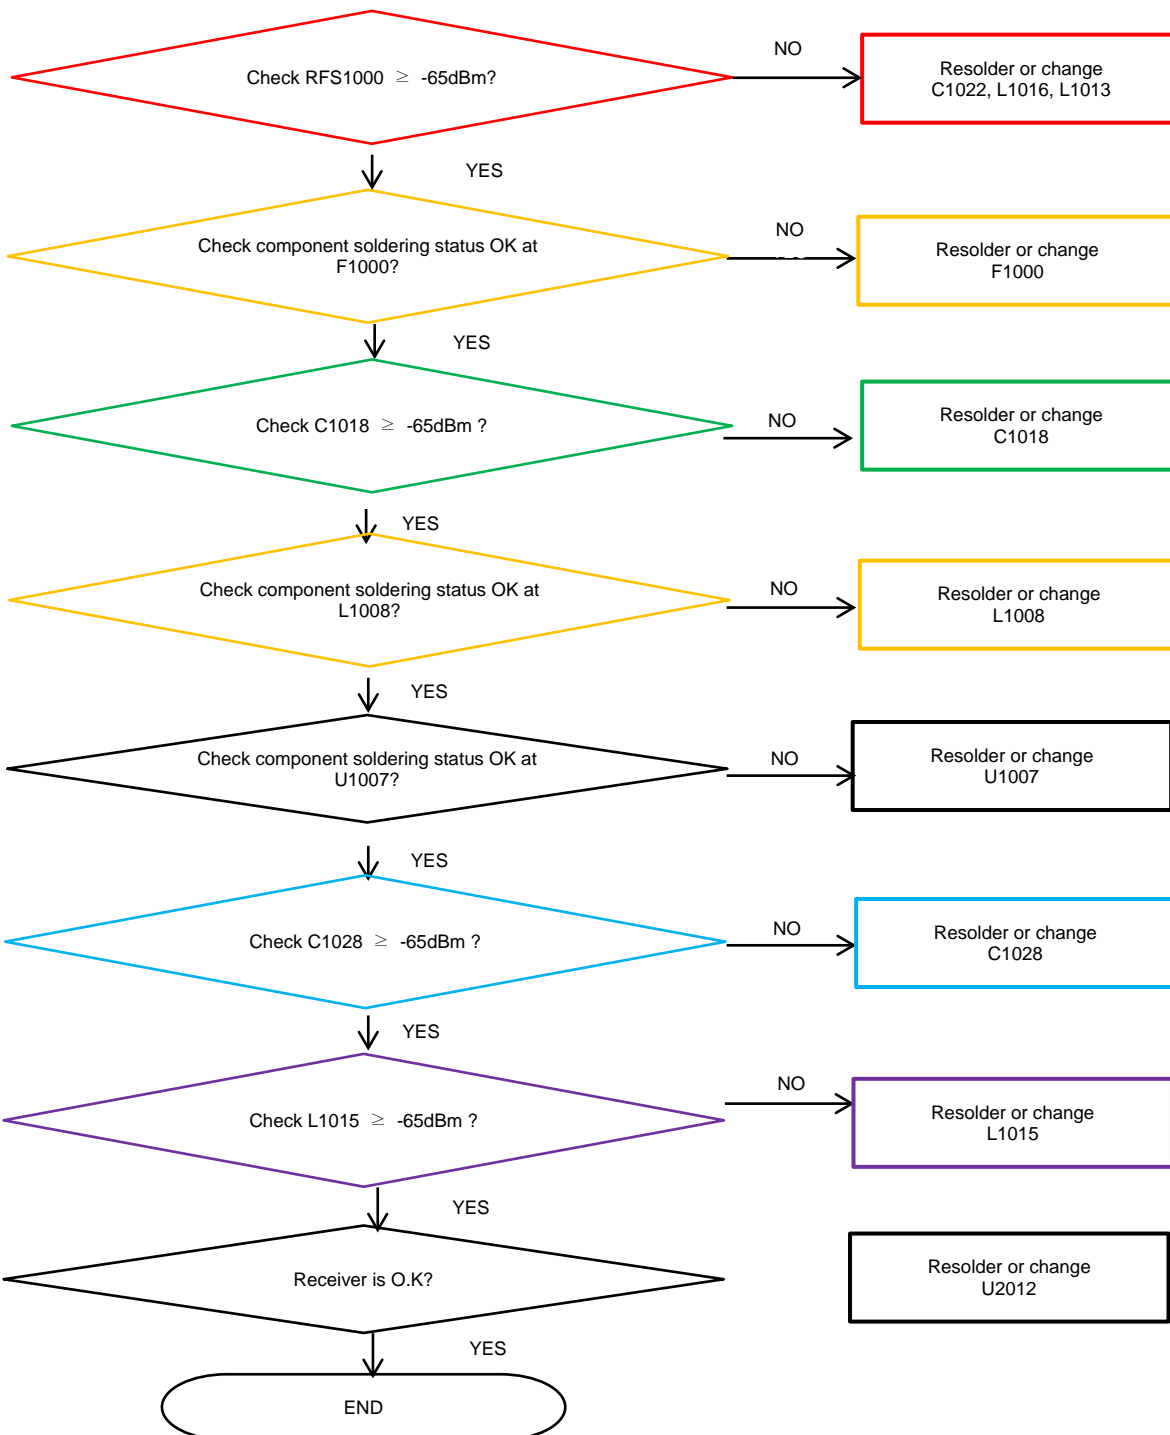 Check RFS1000 ≥ -65dBm?
NO
Resolder or change
C1022, L1016, L1013
YES
Check component soldering status OK at
F1000?
NO
Resolder or change
F1000
YES
Check C1018 ≥ -65dBm ?
NO
Resolder or change
C1018
YES
Check component soldering status OK at
L1008?
NO
Resolder or change
L1008
YES
Check component soldering status OK at
U1007?
NO
Resolder or change
U1007
YES
Check C1028 ≥ -65dBm ?
NO
Resolder or change
C1028
YES
Check L1015 ≥ -65dBm ?
NO
Resolder or change
L1015
YES
Receiver is O.K?
Resolder or change
U2012
YES
END